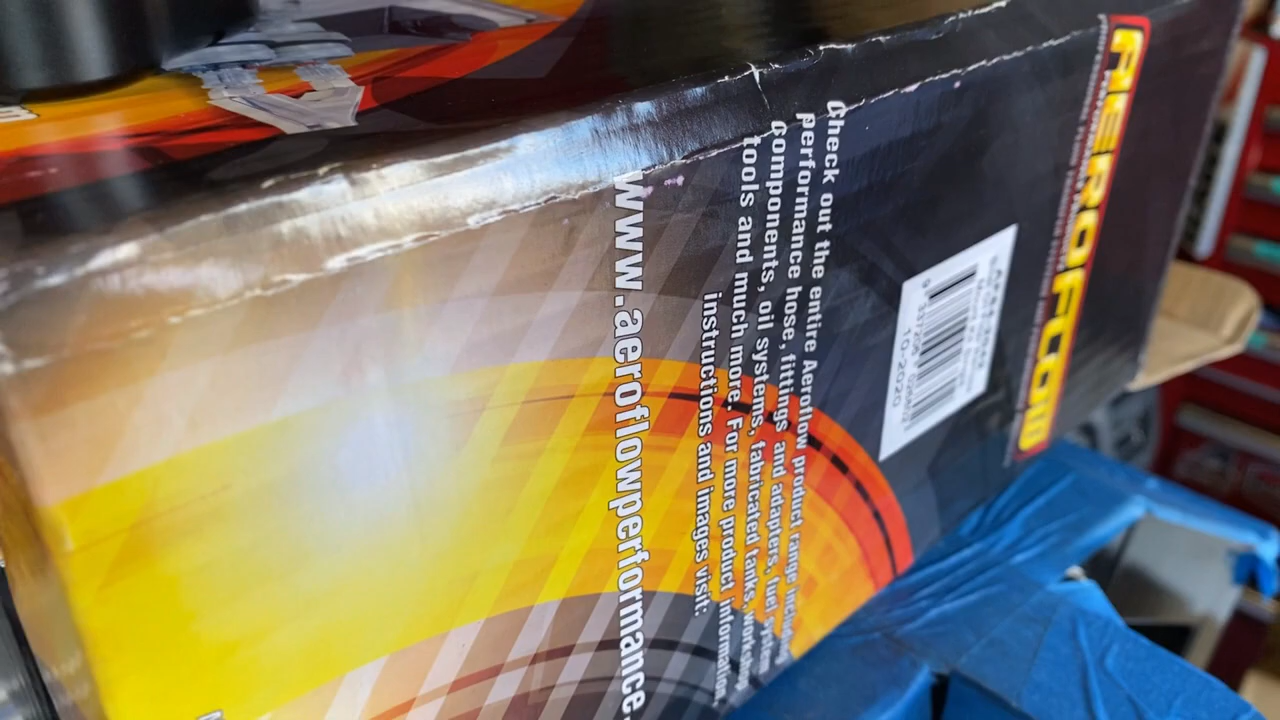 AEROFLOW
10-2020
Check out the entire Aeroflow product range including
performance hose, fittings and adapters, fuel system
components, oil systems, fabricated tanks, workshop
tools and much more. For more product information,
instructions and images visit:
www.aeroflowperformance.